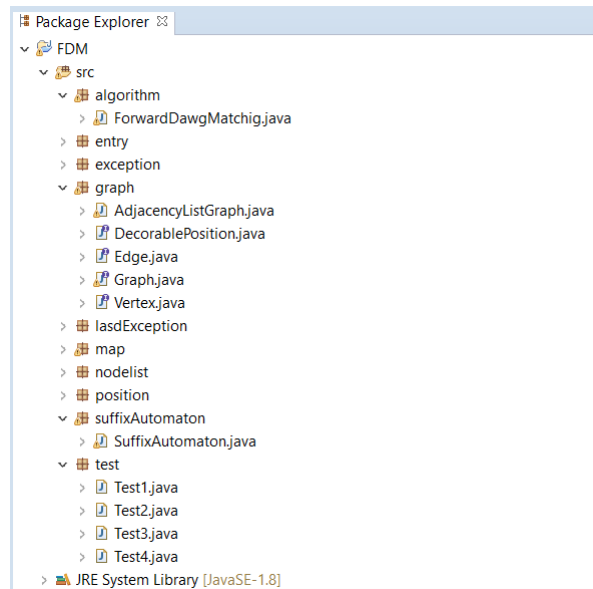 Package Explorer
FDM
src
algorithm
ForwardDawgMatchig.java
entry
exception
graph
AdjacencyListGraph.java
DecorablePosition.java
Edge.java
Graph.java
Vertex.java
lasdException
map
nodelist
position
suffixAutomaton
SuffixAutomaton.java
test
Test1.java
Test2.java
Test3.java
Test4.java
JRE System Library [JavaSE-1.8]